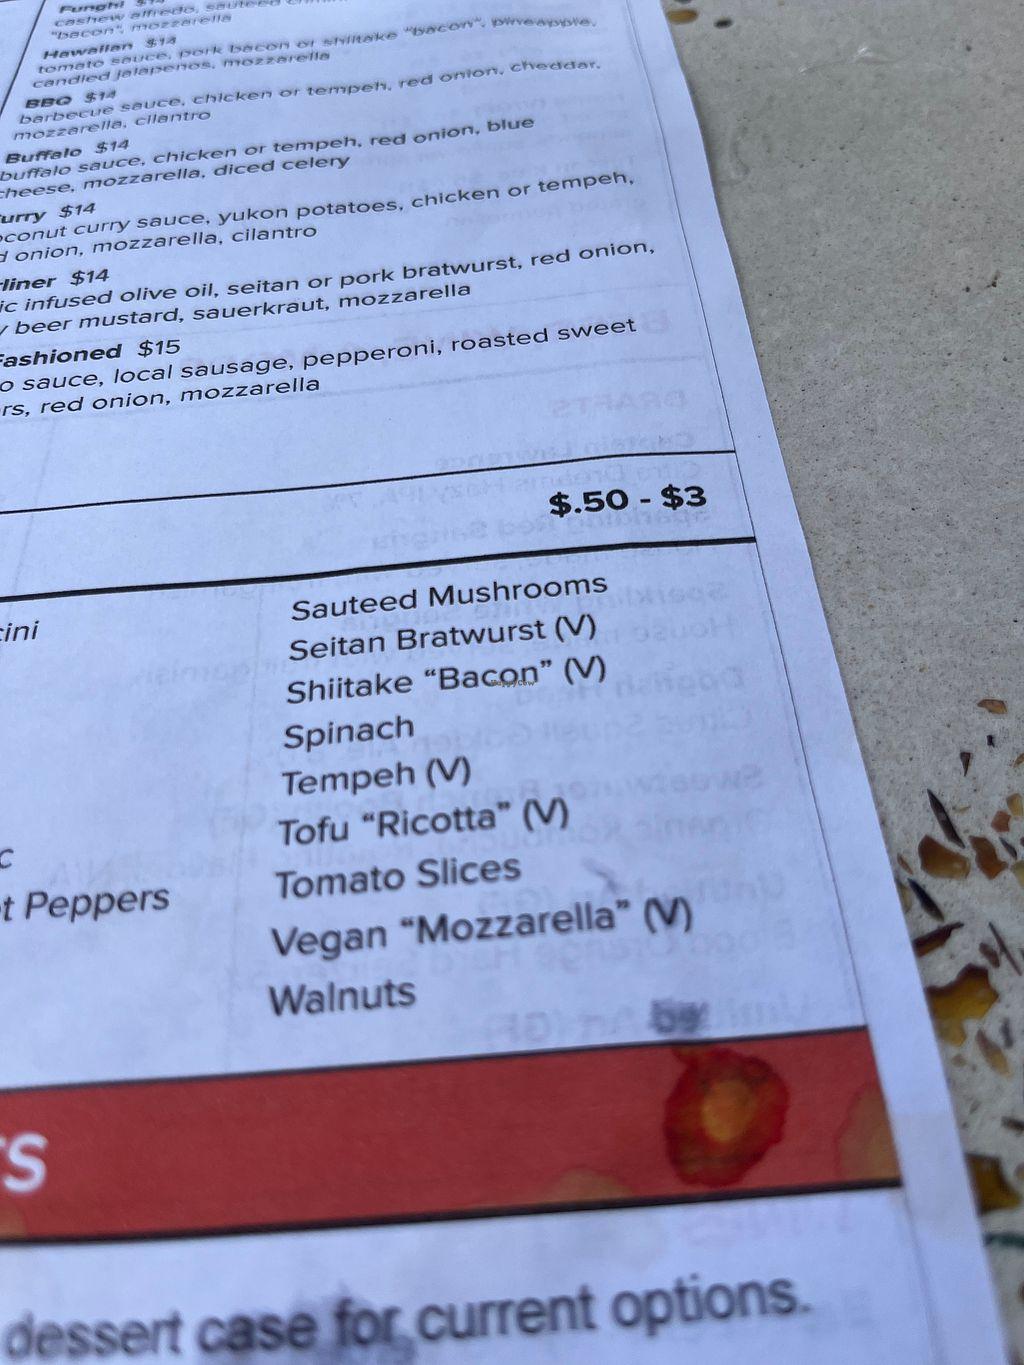 Funghi $14
cashew alfredo, sauteed
"bacon", mozzarella
Hawaiian $14
tomato sauce, pork bacon or shiitake "bacon", pineapple,
candied jalapenos, mozzarella
BBQ $14
barbecue sauce, chicken or tempeh, red onion, cheddar,
mozzarella, cilantro
Buffalo $14
buffalo sauce, chicken or tempeh, red onion, blue
cheese, mozzarella, diced celery
urry $14
oconut curry sauce, yukon potatoes, chicken or tempeh,
d onion, mozzarella, cilantro
rliner $14
ic infused olive oil, seitan or pork bratwurst, red onion,
y beer mustard, sauerkraut, mozzarella
Fashioned $15
o sauce, local sausage, pepperoni, roasted sweet
rs, red onion, mozzarella
$.50 - $3
ini
c
t Peppers
Sauteed Mushrooms
Seitan Bratwurst (V)
Shiitake “Bacon” (V)
HappyCow
Spinach
Tempeh (V)
Tofu “Ricotta” (V)
Tomato Slices
Vegan “Mozzarella” (V)
Walnuts
TS
dessert case for current options.